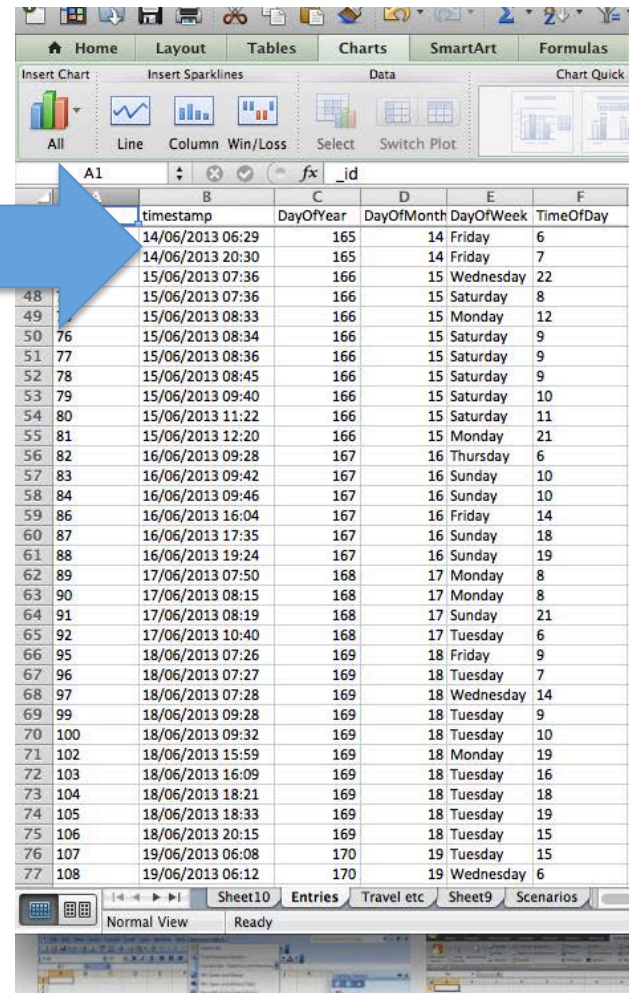 Home Layout Tables Charts SmartArt Formulas
Insert Chart Insert Sparklines Data Chart Quick
All Line Column Win/Loss Select Switch Plot
A1 fx _id
B C D E F
timestamp DayOfYear DayOfMonth DayOfWeek TimeOfDay
14/06/2013 06:29 165 14 Friday 6
14/06/2013 20:30 165 14 Friday 7
15/06/2013 07:36 166 15 Wednesday 22
48 15/06/2013 07:36 166 15 Saturday 8
49 15/06/2013 08:33 166 15 Monday 12
50 76 15/06/2013 08:34 166 15 Saturday 9
51 77 15/06/2013 08:36 166 15 Saturday 9
52 78 15/06/2013 08:45 166 15 Saturday 9
53 79 15/06/2013 09:40 166 15 Saturday 10
54 80 15/06/2013 11:22 166 15 Saturday 11
55 81 15/06/2013 12:20 166 15 Monday 21
56 82 16/06/2013 09:28 167 16 Thursday 6
57 83 16/06/2013 09:42 167 16 Sunday 10
58 84 16/06/2013 09:46 167 16 Sunday 10
59 86 16/06/2013 16:04 167 16 Friday 14
60 87 16/06/2013 17:35 167 16 Sunday 18
61 88 16/06/2013 19:24 167 16 Sunday 19
62 89 17/06/2013 07:50 168 17 Monday 8
63 90 17/06/2013 08:15 168 17 Monday 8
64 91 17/06/2013 08:19 168 17 Sunday 21
65 92 17/06/2013 10:40 168 17 Tuesday 6
66 95 18/06/2013 07:26 169 18 Friday 9
67 96 18/06/2013 07:27 169 18 Tuesday 7
68 97 18/06/2013 07:28 169 18 Wednesday 14
69 99 18/06/2013 09:28 169 18 Tuesday 9
70 100 18/06/2013 09:32 169 18 Tuesday 10
71 102 18/06/2013 15:59 169 18 Monday 19
72 103 18/06/2013 16:09 169 18 Tuesday 16
73 104 18/06/2013 18:21 169 18 Tuesday 18
74 105 18/06/2013 18:33 169 18 Tuesday 19
75 106 18/06/2013 20:15 169 18 Tuesday 15
76 107 19/06/2013 06:08 170 19 Tuesday 15
77 108 19/06/2013 06:12 170 19 Wednesday 6
Sheet10 Entries Travel etc Sheet9 Scenarios
Normal View Ready